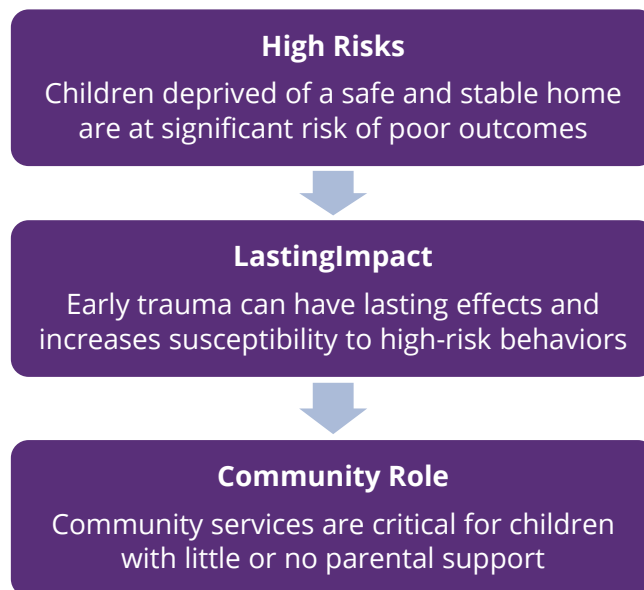 High Risks
Children deprived of a safe and stable home
are at significant risk of poor outcomes
LastingImpact
Early trauma can have lasting effects and
increases susceptibility to high-risk behaviors
Community Role
Community services are critical for children
with little or no parental support